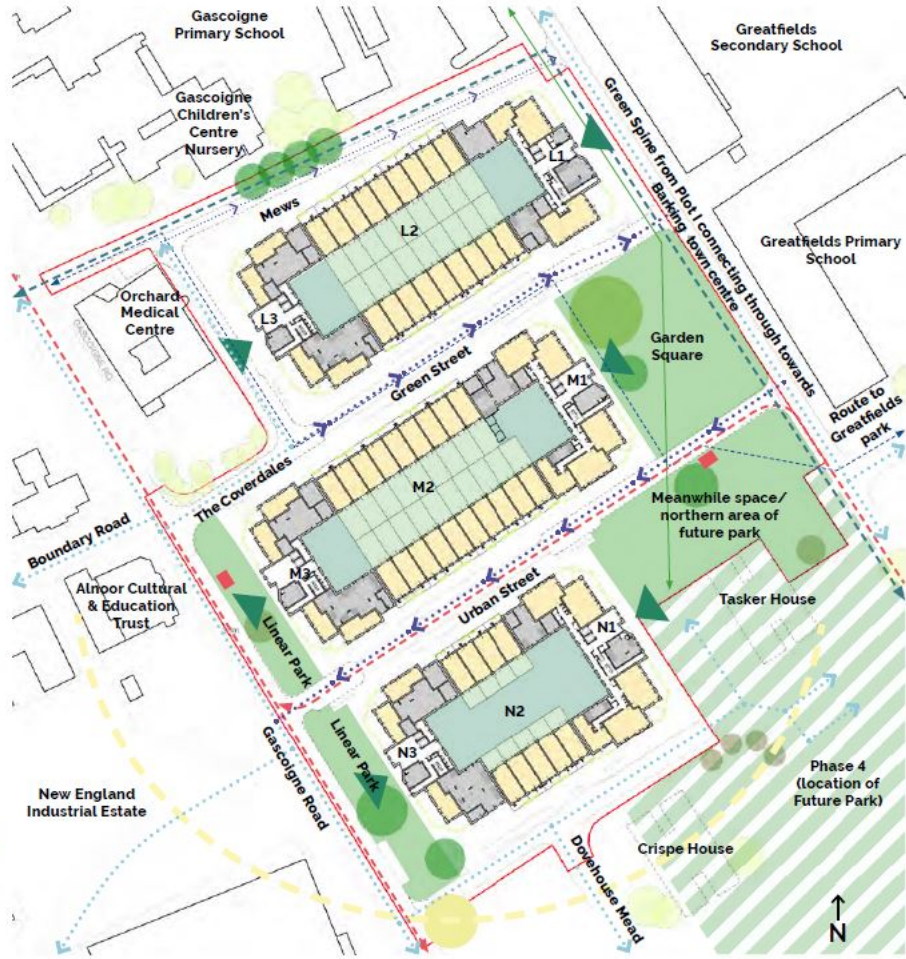 Gascoigne
Primary School
Greatfields
Secondary School
Gascoigne
Children's
Centre
Nursery
Green Spine from Plot I connecting through towards
Barking town centre
L1
Mews
L2
Greatfields Primary
School
Orchard
Medical
Centre
L3
GASCOIGNE RD
Garden
Square
Green Street
M1
Route to
Greatfields
park
The Coverdales
M2
Meanwhile space/
northern area of
future park
Boundary Road
M3
Alnoor Cultural
& Education
Trust
Urban Street
Tasker House
Linear Park
N1
N2
Linear Park
N3
Gascoigne Road
New England
Industrial Estate
Phase 4
(location of
Future Park)
Crispe House
Dovehouse Mead
N